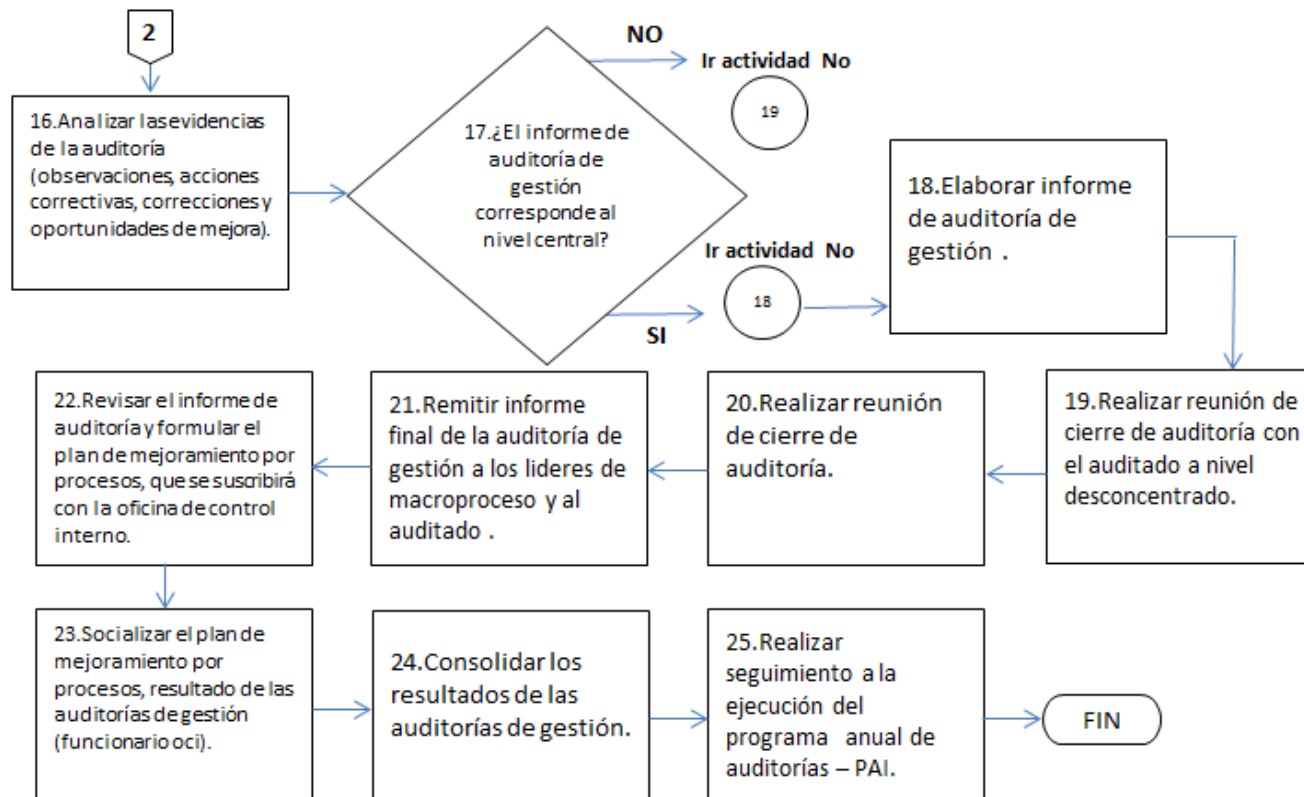 2
16.Analizar las evidencias
de la auditoría
(observaciones, acciones
correctivas, correcciones y
oportunidades de mejora).
17.¿El informe de
auditoría de
gestión
corresponde al
nivel central?
NO
Ir actividad No
19
Ir actividad No
18
SI
18.Elaborar informe
de auditoría de
gestión .
19.Realizar reunión de
cierre de auditoría con
el auditado a nivel
desconcentrado.
20.Realizar reunión
de cierre de
auditoría.
21.Remitir informe
final de la auditoría de
gestión a los lideres de
macroproceso y al
auditado .
22.Revisar el informe de
auditoría y formular el
plan de mejoramiento por
procesos, que se suscribirá
con la oficina de control
interno.
23.Socializar el plan de
mejoramiento por
procesos, resultado de las
auditorías de gestión
(funcionario oci).
24.Consolidar los
resultados de las
auditorías de gestión.
25.Realizar
seguimiento a la
ejecución del
programa anual de
auditorías – PAI.
FIN